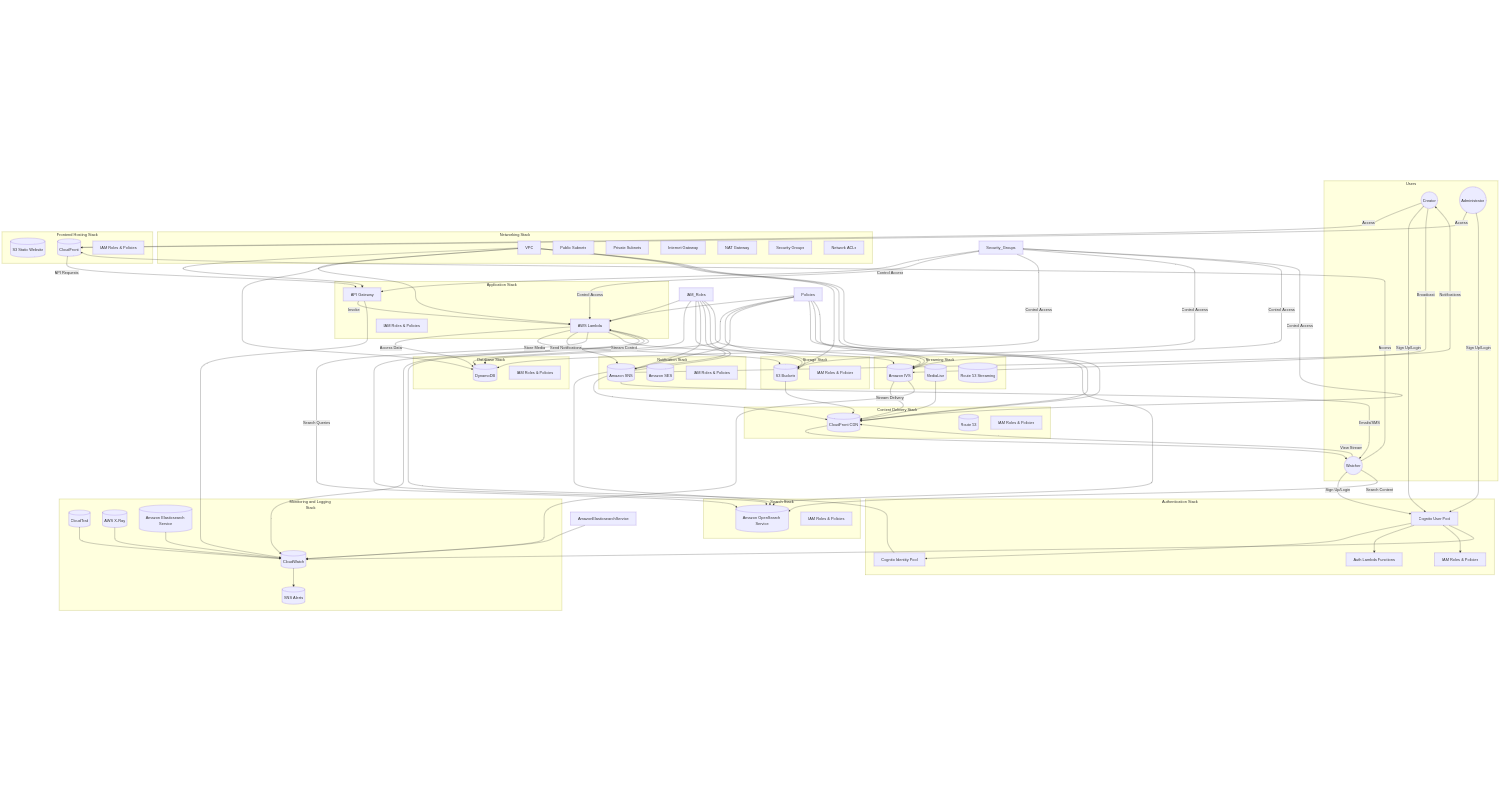 Users
Creator
Administrator
Access
Access
Frontend Hosting Stack
S3 Static Website
CloudFront
IAM Roles & Policies
Networking Stack
VPC
Public Subnets
Private Subnets
Internet Gateway
NAT Gateway
Security Groups
Network ACLs
Security_Groups
API Requests
Control Access
Application Stack
API Gateway
Control Access
IAM_Roles
Policies
Broadcast
Notifications
Invoke
Control Access
Control Access
Control Access
IAM Roles & Policies
AWS Lambda
Control Access
Access Data
Store Media
Send Notifications
Stream Control
Access
Sign Up/Login
Sign Up/Login
Database Stack
DynamoDB
IAM Roles & Policies
Notification Stack
Amazon SNS
Amazon SES
IAM Roles & Policies
Storage Stack
S3 Buckets
IAM Roles & Policies
Streaming Stack
Amazon IVS
MediaLive
Route 53 Streaming
Stream Delivery
Content Delivery Stack
CloudFront CDN
Route 53
IAM Roles & Policies
Search Queries
Emails/SMS
View Stream
Watcher
Sign Up/Login
Search Content
Monitoring and Logging
Stack
CloudTrail
AWS X-Ray
Amazon Elasticsearch
Service
AmazonElasticsearchService
CloudWatch
SNS Alerts
Search Stack
Amazon OpenSearch
Service
IAM Roles & Policies
Authentication Stack
Cognito User Pool
Cognito Identity Pool
Auth Lambda Functions
IAM Roles & Policies